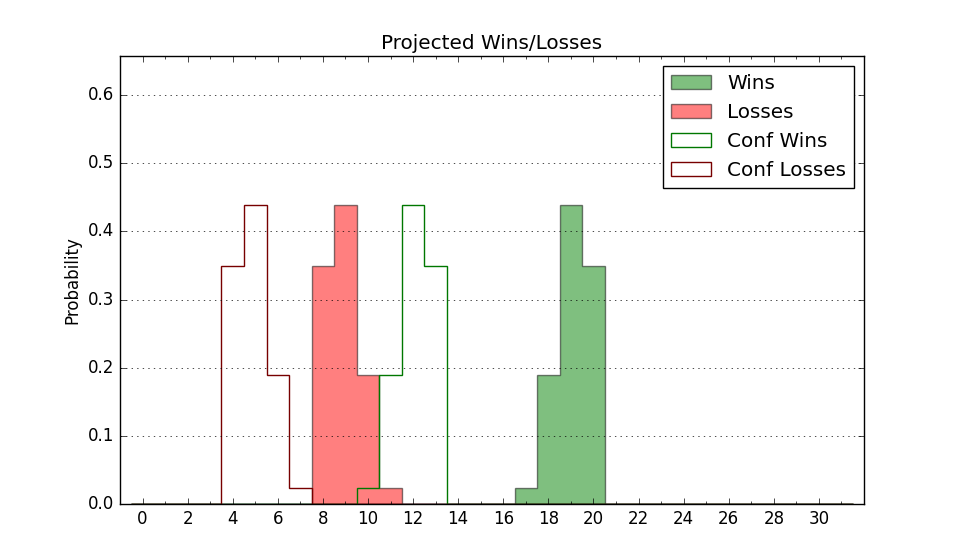 Projected Wins/Losses
Wins
Losses
Conf Wins
Conf Losses
Probability
0.6
0.5
0.4
0.3
0.2
0.1
0.0
0 2 4 6 8 10 12 14 16 18 20 22 24 26 28 30